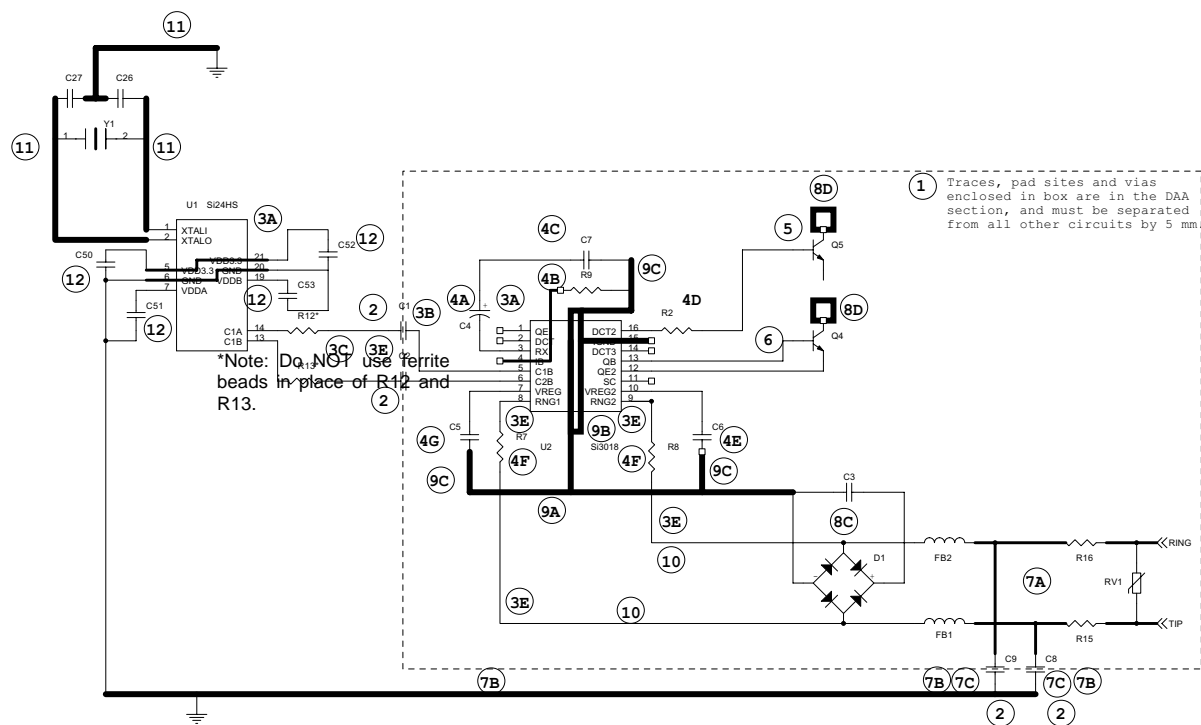 11
C27
C26
11
1
Y1
2
11
1
Traces, pad sites and vias
enclosed in box are in the DAA
section, and must be separated
from all other circuits by 5 mm.
8D
U1
Si24HS
3A
4C
5
Q5
1
XTALI
2
XTALO
C50
12
C52
12
C7
4B
R9
9C
21
VDD3.3
5
VDD3.3
GND
20
6
GND
VDDB
19
7
VDDA
12
C53
C51
12
R12*
2
C1
3B
4A
3A
C4
4D
R2
8D
Q4
6
C1A
14
C1B
13
3C
3E
C2
R13*
2
*Note: Do NOT use ferrite
beads in place of R12 and
R13.
1
QE
DCT2
16
2
DCT
15
3
RX
DCT3
14
4
IB
QB
13
5
C1B
QE2
12
6
C2B
SC
11
7
VREG
VREG2
10
8
RNG1
RNG2
9
3E
9B
3E
4G
C5
R7
U2
Si3018
R8
C6
4E
4F
4F
9C
9C
9A
C3
8C
3E
10
D1
-
+
FB2
R16
RING
7A
RV1
3E
10
FB1
R15
TIP
C9
C8
7B
7B
7C
7C
7B
2
2